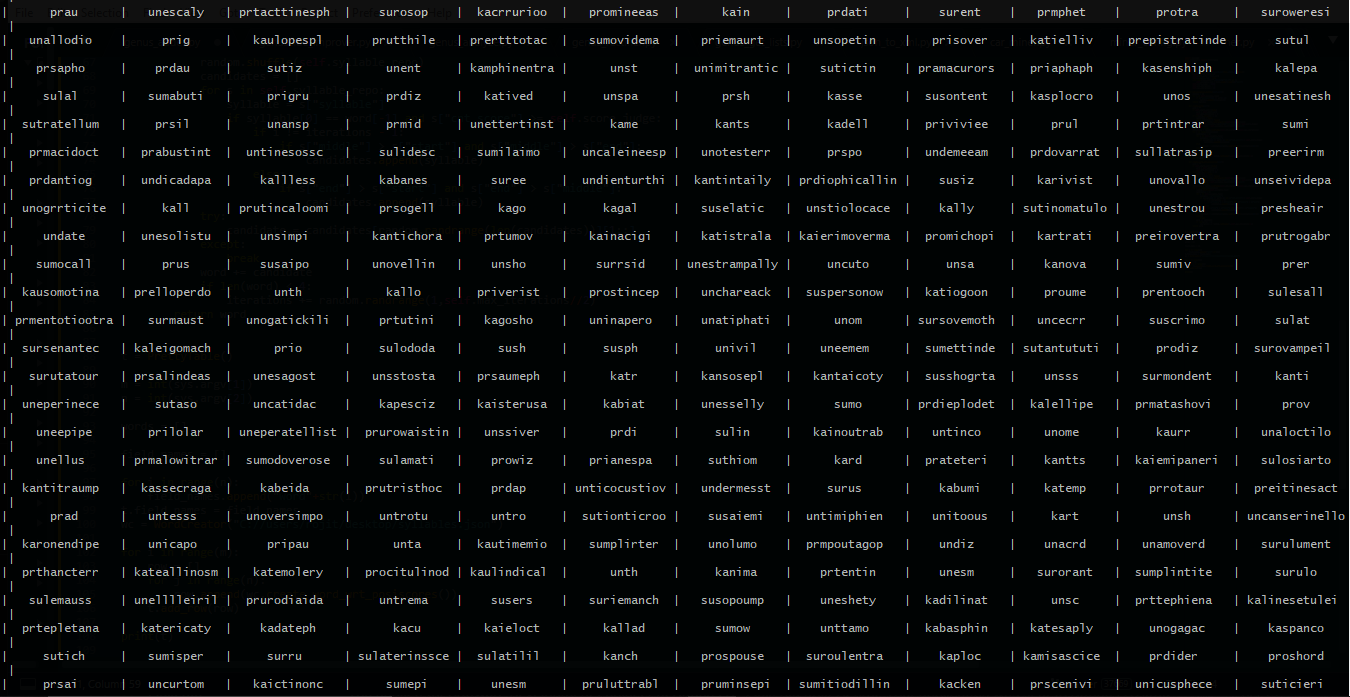 | prau | unescaly | prtacttinesph | surosop | kacrrurioo | promineeas | kain | prdati | surent | prmphet | protra | suroweresi
| unallodio | prig | kaulopespl | prutthile | prertttotac | sumovidema | priemaurt | unsopetin | prisover | katielliv | prepistratinde | sutul
| prsapho | prdau | sutiz | unent | kamphinentra | unst | unimitrantic | sutictin | pramacurors | priaphaph | kasenshiph | kalepa
| sulal | sumabuti | prigru | prdiz | katived | unspa | prsh | kasse | susontent | kasplocro | unos | unesatinesh
| sutratellum | prsil | unansp | prmid | unettertinst | kame | kants | kadell | priviviee | prul | prtintrar | sumi
| prmacidoct | prabustint | untinesossc | sulidesc | sumilaimo | uncaleineesp | unotesterr | prspo | undemeeam | prdovarrat | sullatrasip | preerirm
| prdantiog | undicadapa | kallless | kabanes | suree | undienturthi | kantintaily | prdiophicallin | susiz | karivist | unovallo | unseividepa
| unogrrticite | kall | prutincaloomi | prsogell | kago | kagal | suselatic | unstiolocace | kally | sutinomatulo | unestrou | presheair
| undate | unesolistu | unsimpi | kantichora | prtumov | kainacigi | katistrala | kaierimoverma | promichopi | kartrati | preirovertra | prutrogabr
| sumocall | prus | susaipo | unovellin | unsho | surrsid | unestrampally | uncuto | unsa | kanova | sumiv | prer
| kausomotina | prelloperdo | unth | kallo | priverist | prostincep | unchareack | suspersonow | katiogoon | proume | prentooch | sulesall
| prmentotiootra | surmaust | unogatickili | prtutini | kagosho | uninapero | unatiphati | unom | sursovemoth | uncecrr | suscrimo | sulat
| sursenantec | kaleigomach | prio | sulododa | sush | susph | univil | uneemem | sumettinde | sutantututi | prodiz | surovampeil
| surutatour | prsalindeas | unesagost | unsstosta | prsaumeph | katr | kansosepl | kantaicoty | susshogrta | unsss | surmondent | kanti
| uneperinece | sutaso | uncatidac | kapesciz | kaisterusa | kabiat | unesselly | sumo | prdieplodet | kalellipe | prmatashovi | prov
| uneepipe | prilolar | uneperatellist | prurowaistin | unssiver | prdi | sulin | kainoutrab | untinco | unome | kaurr | unaloctilo
| unellus | prmalowitrar | sumodoverose | sulamati | prowiz | prianespa | suthiom | kard | prateteri | kantts | kaiemipaneri | sulosiarto
| kantitraump | kassecraga | kabeida | prutristhoc | prdap | unticocustiov | undermesst | surus | kabumi | katemp | prrotaur | preitinesact
| prad | untesss | unoversimpo | untrotu | untro | sutionticroo | susaiemi | untimiphien | unitoous | kart | unsh | uncanserinello
| karonendipe | unicapo | pripau | unta | kautimemio | sumplirter | unolumo | prmpoutagop | undiz | unacrd | unamoverd | surulument
| prthancterr | kateallinosm | katemolery | procitulinod | kaulindical | unth | kanima | prtentin | unesm | surorant | sumplintite | surulo
| sulemauss | unelllleiril | prurodiaida | untrema | susers | suriemanch | susopoump | uneshety | kadilinat | unsc | prttephiena | kalinesetulei
| prtepletana | katericaty | kadateph | kacu | kaieloct | kallad | sumow | unttamo | kabasphin | katesaply | unogagac | kaspanco
| sutich | sumisper | surru | sulaterinssce | sulatilil | kanch | prospouse | suroulentra | kaploc | kamisascice | prdider | proshord
| prsai | uncurtom | kaictinonc | sumepi | unesm | pruluttrabl | pruminsepi | sumitiodillin | kacken | prscenivi | unicusphece | suticieri